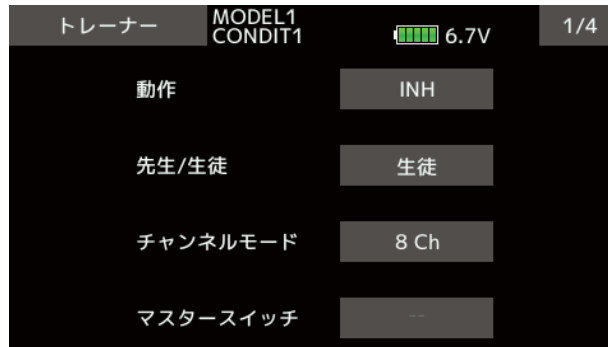 トレーナー MODEL1 CONDIT1 6.7V 1/4
動作 INH
先生/生徒 生徒
チャンネルモード 8 Ch
マスタースイッチ --